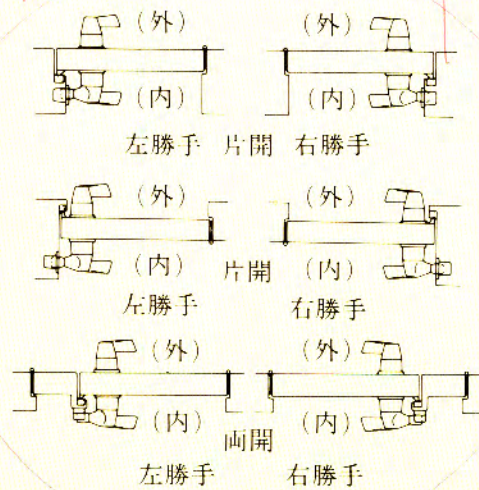 (外) (外)
(内) (内)
左勝手 片開 右勝手
(外) (外)
(内) 片開 (内)
左勝手 右勝手
(外) (外)
(内) 両開 (内)
左勝手 右勝手